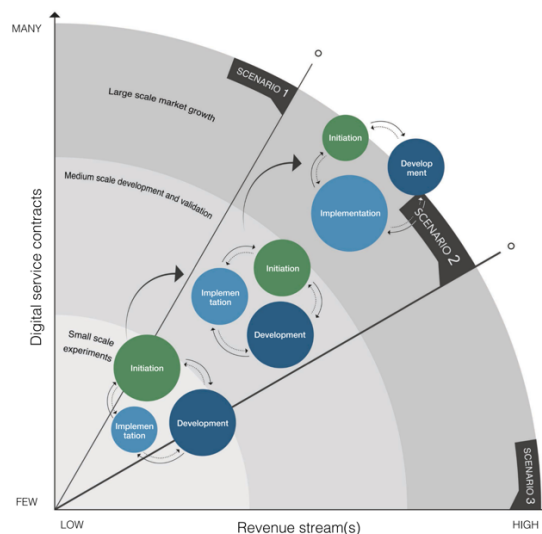 MANY
SCENARIO 1
Large scale market growth
Initiation
Develop
ment
Implementation
SCENARIO 2
Medium scale development and validation
Digital service contracts
Initiation
Implemen
tation
Development
Small scale
experiments
Initiation
Development
Implemen
tation
SCENARIO 3
FEW
LOW
Revenue stream(s)
HIGH